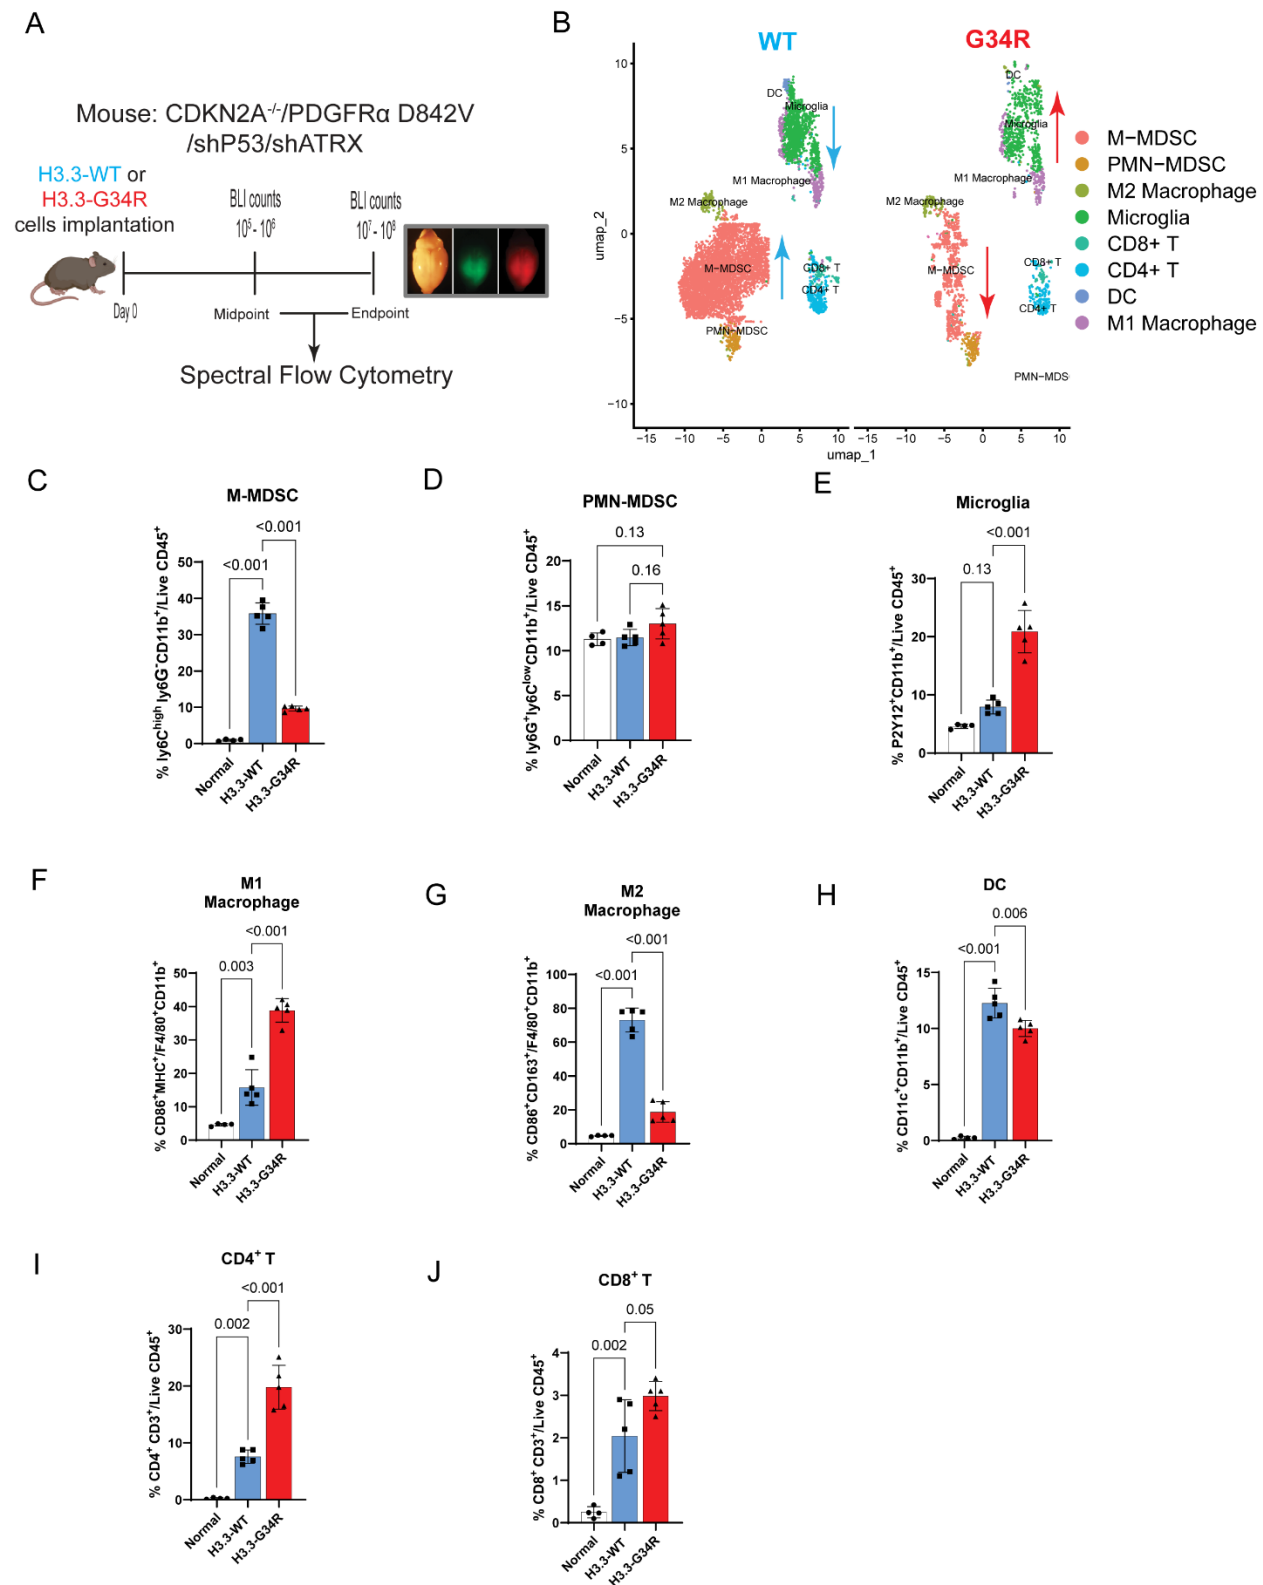 A
Mouse: CDKN2A-/-/PDGFRα D842V
/shP53/shATRX
H3.3-WT or
H3.3-G34R
cells implantation
BLI counts
10⁵ - 10⁶
BLI counts
10⁷ - 10⁸
Day 0
Midpoint
Endpoint
Spectral Flow Cytometry
B
WT
G34R
umap_2
10
5
0
−5
−10
DC
Microglia
M1 Macrophage
M2 Macrophage
M−MDSC
CD8+ T
CD4+ T
PMN−MDSC
DC
Microglia
M1 Macrophage
M2 Macrophage
M−MDSC
CD8+ T
CD4+ T
PMN−MDS
−15 −10 −5 0 5 10
−15 −10 −5 0 5 10
umap_1
M−MDSC
PMN−MDSC
M2 Macrophage
Microglia
CD8+ T
CD4+ T
DC
M1 Macrophage
C
M-MDSC
% ly6C^high ly6G⁻CD11b⁺/Live CD45⁺
<0.001
<0.001
50
40
30
20
10
0
Normal
H3.3-WT
H3.3-G34R
D
PMN-MDSC
% ly6G⁺ly6C^low CD11b⁺/Live CD45⁺
0.13
0.16
20
15
10
5
0
Normal
H3.3-WT
H3.3-G34R
E
Microglia
% P2Y12⁺CD11b⁺/Live CD45⁺
<0.001
0.13
30
20
10
0
Normal
H3.3-WT
H3.3-G34R
F
M1
Macrophage
% CD86⁺MHC⁺/F4/80⁺CD11b⁺
<0.001
0.003
50
40
30
20
10
0
Normal
H3.3-WT
H3.3-G34R
G
M2
Macrophage
% CD86⁺CD163⁺/F4/80⁺CD11b⁺
<0.001
<0.001
100
80
60
40
20
0
Normal
H3.3-WT
H3.3-G34R
H
DC
% CD11c⁺CD11b⁺/Live CD45⁺
0.006
<0.001
15
10
5
0
Normal
H3.3-WT
H3.3-G34R
I
CD4⁺ T
% CD4⁺ CD3⁺/Live CD45⁺
<0.001
0.002
30
20
10
0
Normal
H3.3-WT
H3.3-G34R
J
CD8⁺ T
% CD8⁺ CD3⁺/Live CD45⁺
0.05
0.002
4
3
2
1
0
Normal
H3.3-WT
H3.3-G34R